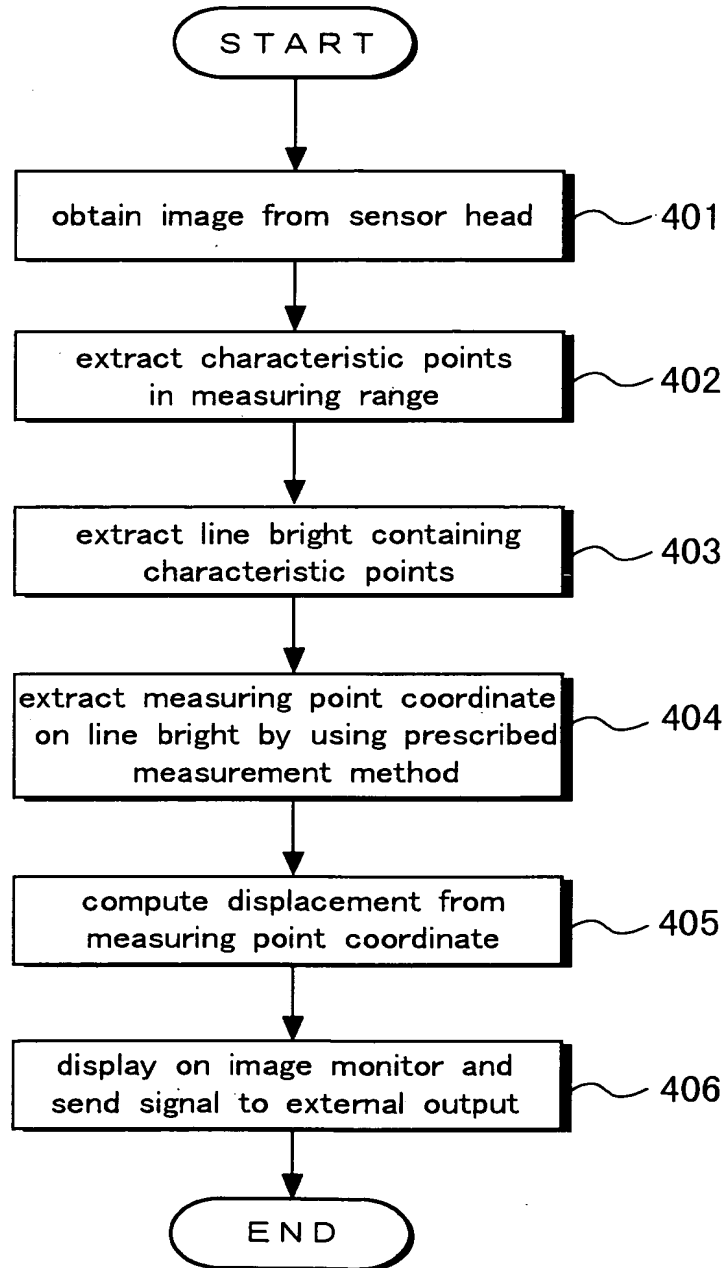 START
obtain image from sensor head
401
extract characteristic points
in measuring range
402
extract line bright containing
characteristic points
403
extract measuring point coordinate
on line bright by using prescribed
measurement method
404
compute displacement from
measuring point coordinate
405
display on image monitor and
send signal to external output
406
END